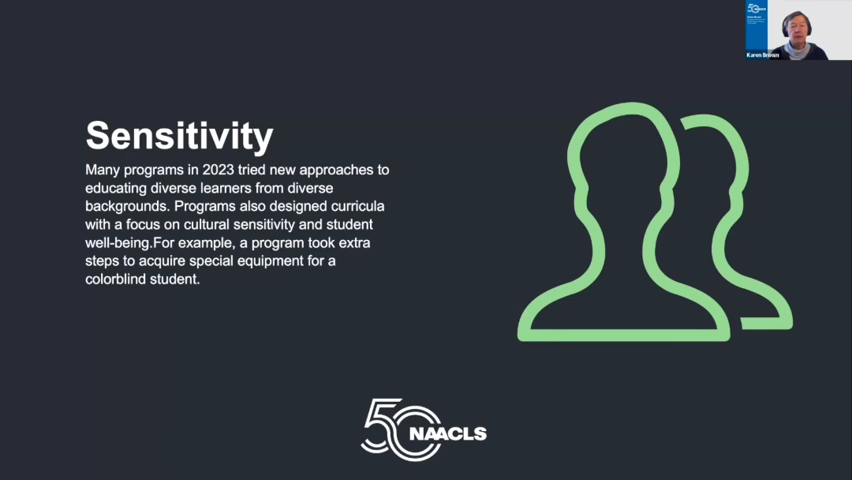 Karen Brown
Sensitivity
Many programs in 2023 tried new approaches to
educating diverse learners from diverse
backgrounds. Programs also designed curricula
with a focus on cultural sensitivity and student
well-being.For example, a program took extra
steps to acquire special equipment for a
colorblind student.
50 NAACLS